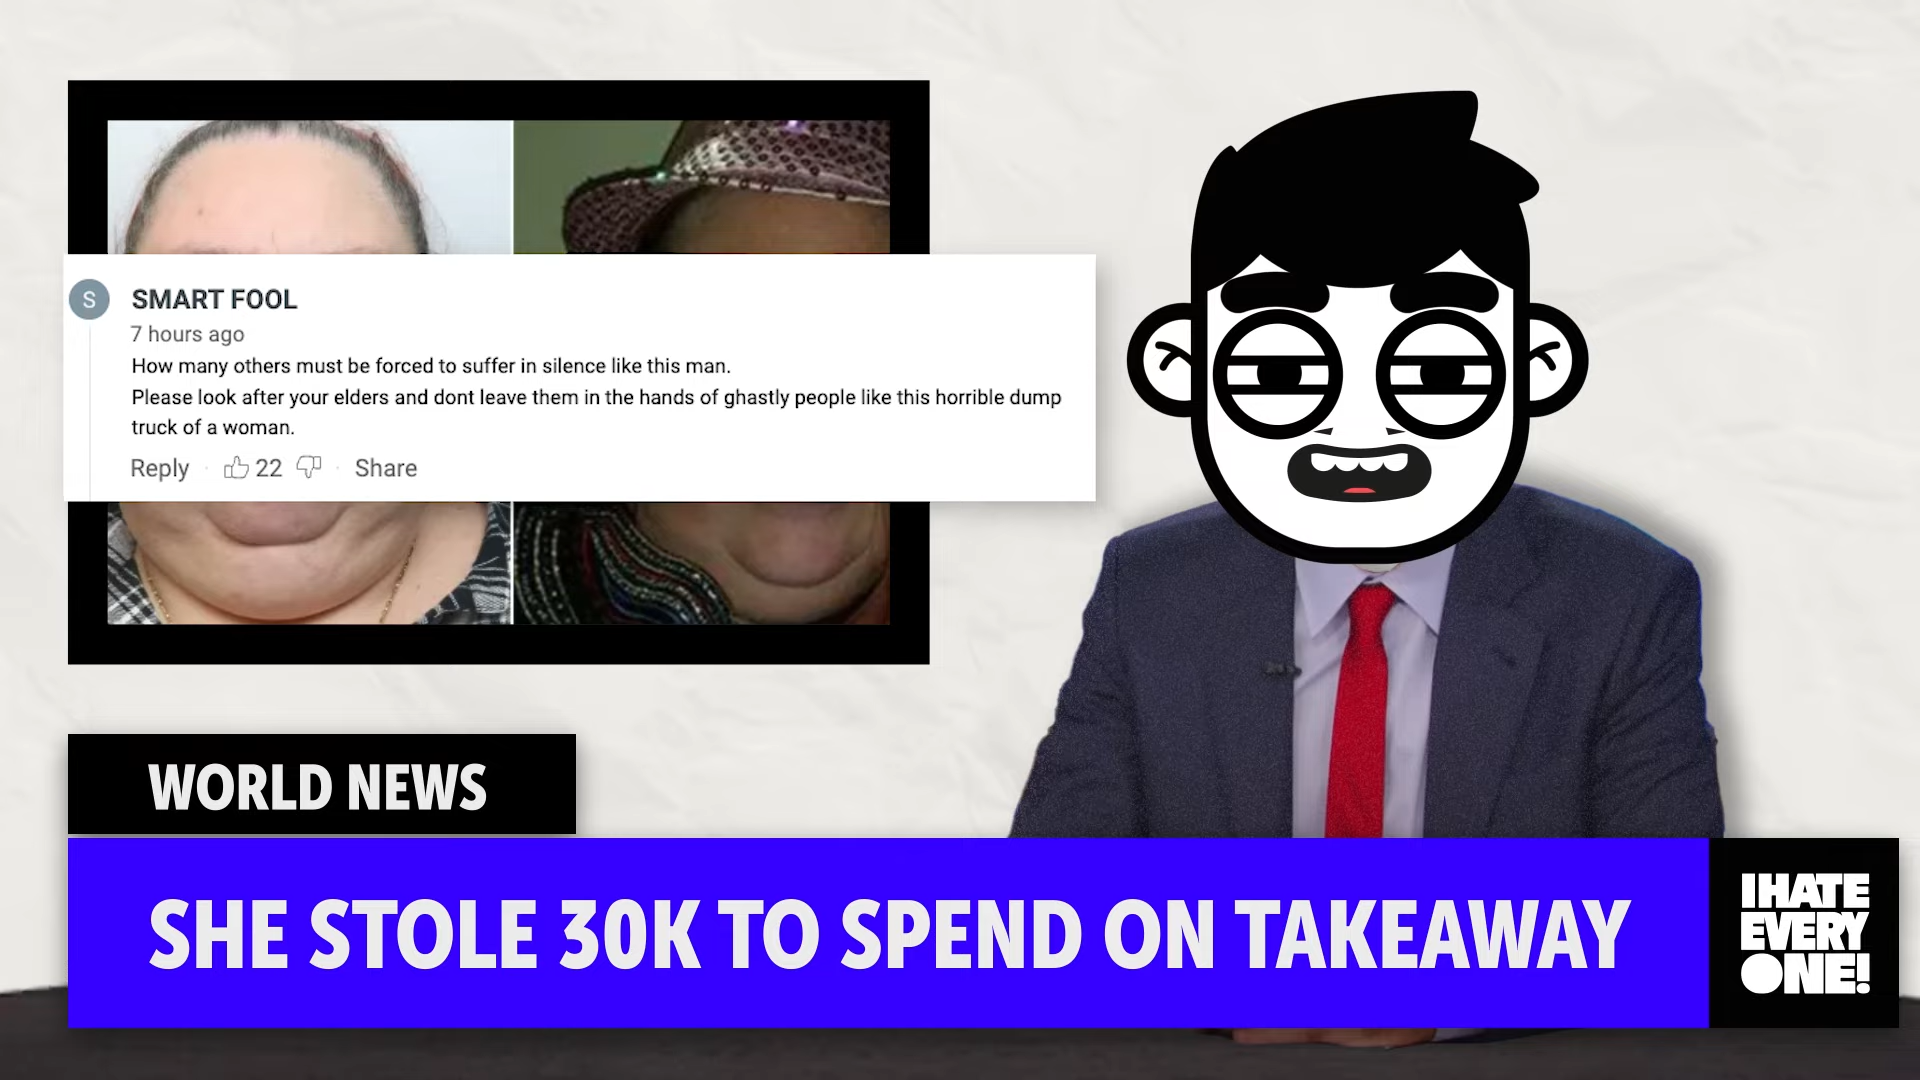 S
SMART FOOL
7 hours ago
How many others must be forced to suffer in silence like this man.
Please look after your elders and dont leave them in the hands of ghastly people like this horrible dump
truck of a woman.
Reply · 22 · Share
WORLD NEWS
SHE STOLE 30K TO SPEND ON TAKEAWAY
I HATE
EVERY
ONE!